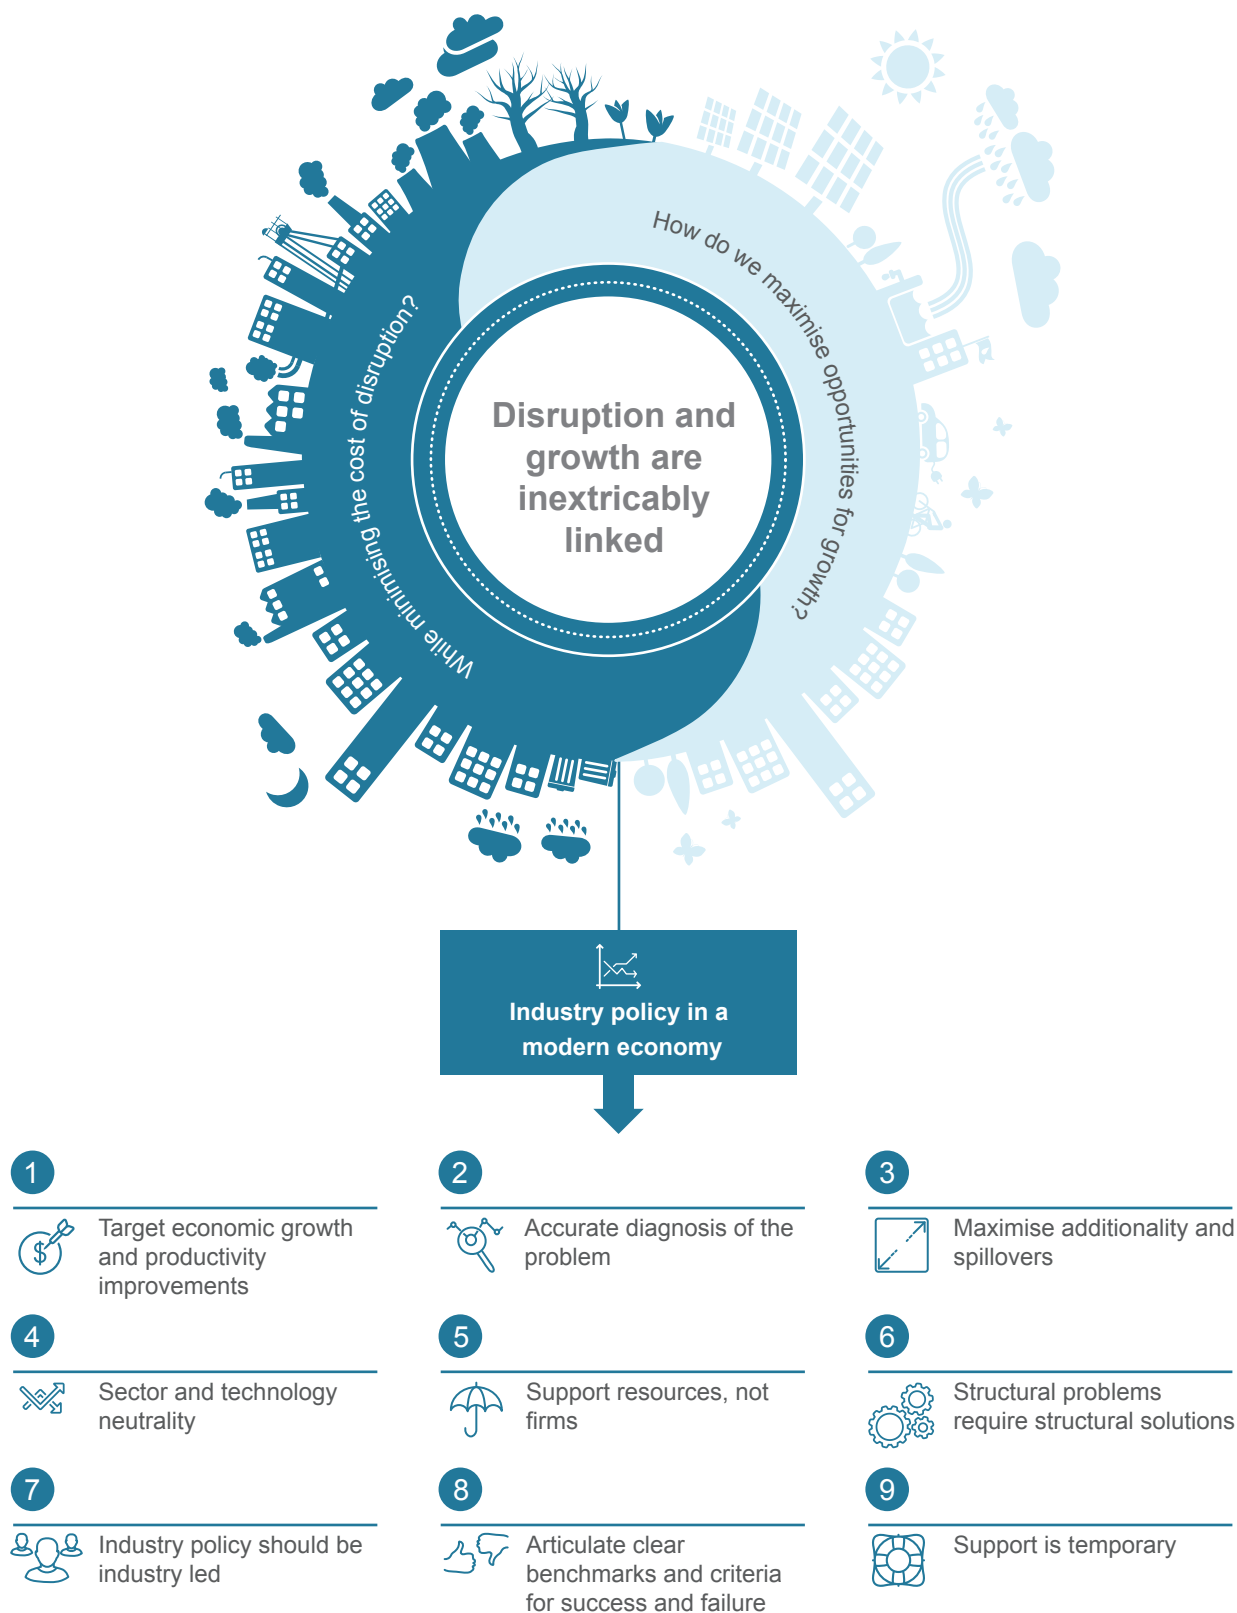 How do we maximise opportunities for growth?
While minimising the cost of disruption?
Disruption and
growth are
inextricably
linked
Industry policy in a
modern economy
1
Target economic growth
and productivity
improvements
2
Accurate diagnosis of the
problem
3
Maximise additionality and
spillovers
4
Sector and technology
neutrality
5
Support resources, not
firms
6
Structural problems
require structural solutions
7
Industry policy should be
industry led
8
Articulate clear
benchmarks and criteria
for success and failure
9
Support is temporary
$